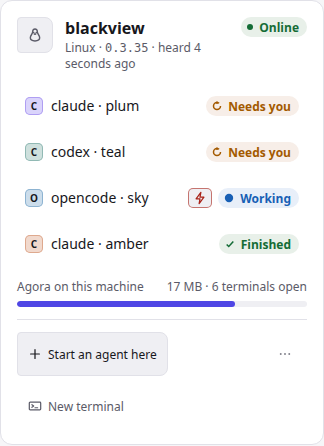 blackview
Online
Linux · 0.3.35 · heard 4
seconds ago
C claude · plum Needs you
C codex · teal Needs you
O opencode · sky Working
C claude · amber Finished
Agora on this machine 17 MB · 6 terminals open
+ Start an agent here ···
New terminal